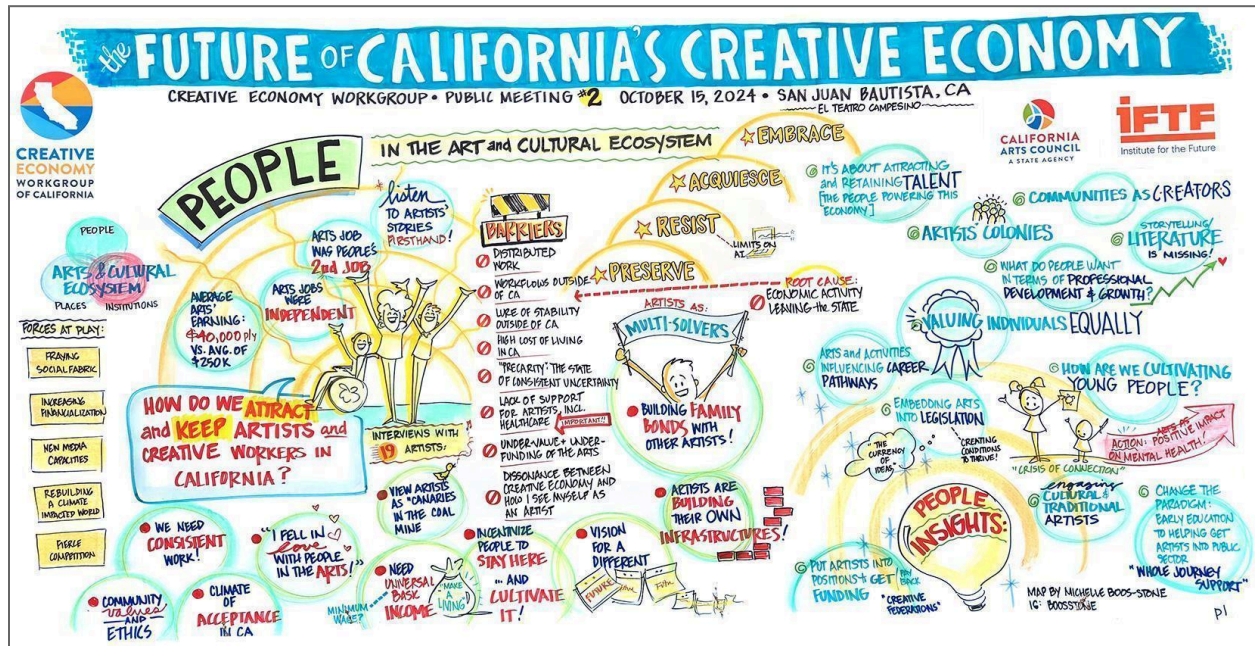 the FUTURE OF CALIFORNIA'S CREATIVE ECONOMY
CREATIVE ECONOMY WORKGROUP • PUBLIC MEETING #2 OCTOBER 15, 2024 • SAN JUAN BAUTISTA, CA
EL TEATRO CAMPESINO
CREATIVE
ECONOMY
WORKGROUP
OF CALIFORNIA
CALIFORNIA
ARTS COUNCIL
A STATE AGENCY
IFTF
Institute for the Future
PEOPLE
IN THE ART and CULTURAL ECOSYSTEM
PEOPLE
ARTS & CULTURAL
ECOSYSTEM
PLACES INSTITUTIONS
FORCES AT PLAY:
FRAYING
SOCIAL FABRIC
INCREASING
FINANCIALIZATION
NEW MEDIA
CAPACITIES
REBUILDING
A CLIMATE
IMPACTED WORLD
FIERCE
COMPETITION
AVERAGE
ARTS'
EARNING:
$40,000 ply
VS. AVG. OF
$250K
ARTS JOBS
WERE
INDEPENDENT
ARTS JOB
WAS PEOPLE'S
2nd JOB
listen
TO ARTISTS'
STORIES
FIRSTHAND!
HOW DO WE ATTRACT
and KEEP ARTISTS and
CREATIVE WORKERS IN
CALIFORNIA?
INTERVIEWS WITH
19
ARTISTS:
VIEW ARTISTS
AS "CANARIES
IN THE COAL
MINE
WE NEED
CONSISTENT
WORK!
"I FELL IN
love
WITH PEOPLE
IN THE ARTS!"
COMMUNITY
values
AND
ETHICS
CLIMATE
OF
ACCEPTANCE
IN CA
NEED
UNIVERSAL
BASIC
INCOME
MINIMUM
WAGE?
"MAKE
A
LIVING"
INCENTIVIZE
PEOPLE TO
STAY HERE
... AND
CULTIVATE
IT!
VISION
FOR A
DIFFERENT
FUTURE
BARRIERS
DISTRIBUTED
WORK
WORKFLOWS OUTSIDE
OF CA
LURE OF STABILITY
OUTSIDE OF CA
HIGH COST OF LIVING
IN CA
"PRECARITY": THE STATE
OF CONSISTENT UNCERTAINTY
LACK OF SUPPORT
FOR ARTISTS, INCL.
HEALTHCARE
IMPORTANT!!
UNDER-VALUE + UNDER-
FUNDING OF THE ARTS
DISSONANCE BETWEEN
CREATIVE ECONOMY and
HOW I SEE MYSELF AS
AN ARTIST
EMBRACE
ACQUIESCE
RESIST
PRESERVE
LIMITS ON
AI
ROOT CAUSE:
ECONOMIC ACTIVITY
LEAVING the STATE
ARTISTS AS:
MULTI-SOLVERS
BUILDING FAMILY
BONDS WITH
OTHER ARTISTS!
ARTISTS ARE
BUILDING
THEIR OWN
INFRASTRUCTURES!
IT'S ABOUT ATTRACTING
and RETAINING TALENT
[THE PEOPLE POWERING THIS
ECONOMY]
COMMUNITIES AS CREATORS
ARTISTS' COLONIES
STORYTELLING/
LITERATURE
IS MISSING!
WHAT DO PEOPLE WANT
IN TERMS OF PROFESSIONAL
DEVELOPMENT & GROWTH?
VALUING INDIVIDUALS EQUALLY
ARTS and ACTIVITIES
INFLUENCING CAREER
PATHWAYS
HOW ARE WE CULTIVATING
YOUNG PEOPLE?
EMBEDDING ARTS
INTO LEGISLATION
"THE
CURRENCY
OF
IDEAS"
"CREATING
CONDITIONS
TO THRIVE!
ARTS AS
ACTION: POSITIVE IMPACT
ON MENTAL HEALTH!
"CRISIS OF CONNECTION"
PEOPLE
INSIGHTS:
engaging
CULTURAL &
TRADITIONAL
ARTISTS
CHANGE THE
PARADIGM:
EARLY EDUCATION
TO HELPING GET
ARTISTS INTO PUBLIC
SECTOR
"WHOLE JOURNEY
SUPPORT"
PUT ARTISTS INTO
POSITIONS + GET
FUNDING
PAY
BACK
"CREATIVE
FEDERATIONS"
MAP BY MICHELLE BOOS-STONE
IG: BOOSTONE
p1